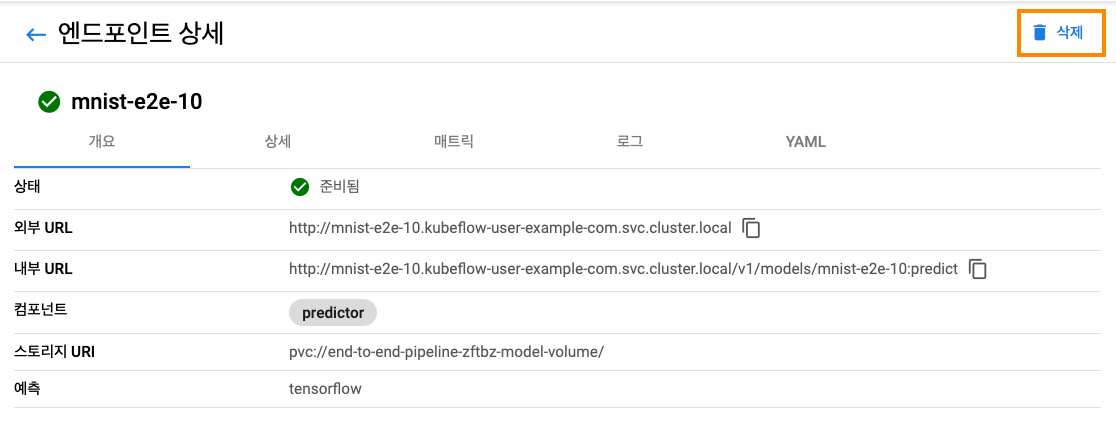 엔드포인트 상세
삭제
mnist-e2e-10
개요 상세 매트릭 로그 YAML
상태 준비됨
외부 URL http://mnist-e2e-10.kubeflow-user-example-com.svc.cluster.local
내부 URL http://mnist-e2e-10.kubeflow-user-example-com.svc.cluster.local/v1/models/mnist-e2e-10:predict
컴포넌트 predictor
스토리지 URI pvc://end-to-end-pipeline-zftbz-model-volume/
예측 tensorflow